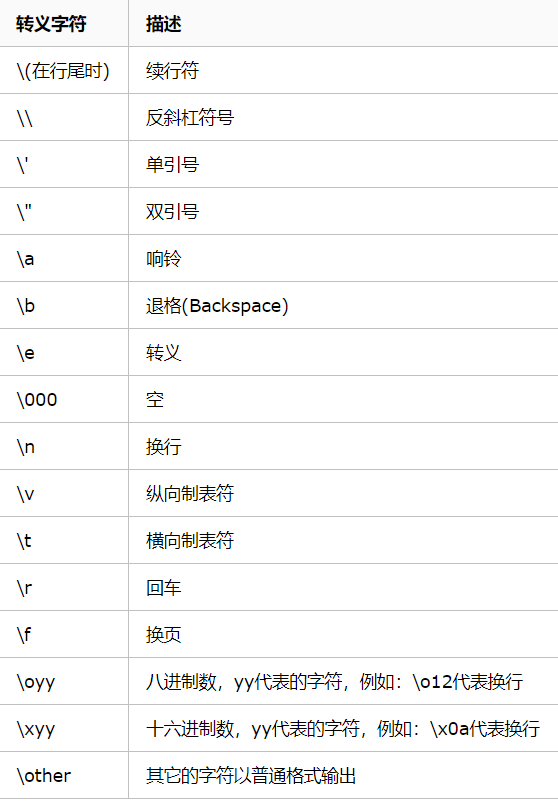 转义字符 描述
\(在行尾时) 续行符
\\ 反斜杠符号
\' 单引号
\" 双引号
\a 响铃
\b 退格(Backspace)
\e 转义
\000 空
\n 换行
\v 纵向制表符
\t 横向制表符
\r 回车
\f 换页
\oyy 八进制数，yy代表的字符，例如：\o12代表换行
\xyy 十六进制数，yy代表的字符，例如：\x0a代表换行
\other 其它的字符以普通格式输出